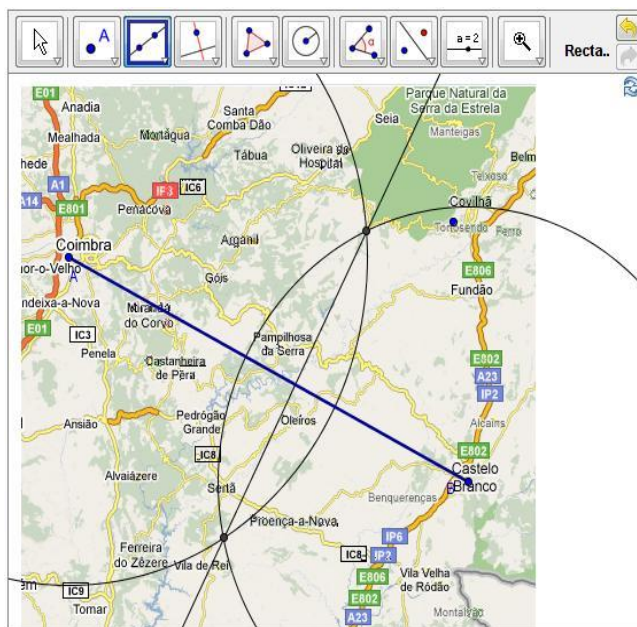 A
α
a = 2
Recta..
E01
Anadia
Mealhada
Mortágua
Santa
Comba Dão
Tábua
Oliveira do
Hospital
Seia
Parque Natural da
Serra da Estrela
Manteigas
Teixoso
Belm
hede
A1
A14
E801
IP3
IC6
Penacova
Covilhã
Tortosendo
Ferro
Coimbra
A
or-o-Velho
Arganil
Góis
E806
Fundão
ndeixa-a-Nova
Miranda
do Corvo
E01
IC3
Penela
Pampilhosa
da Serra
Castanheira
de Pêra
E802
A23
IP2
Pedrógão
Grande
Oleiros
Alcains
Ansião
IC8
E802
Castelo
Branco
B
Alvaiázere
Sertã
Benquerenças
Proença-a-Nova
IP6
IC8
IP2
Ferreira
do Zêzere
Vila de Rei
E806
Vila Velha
de Ródão
E802
ém
IC9
Tomar
A23
Montalvão